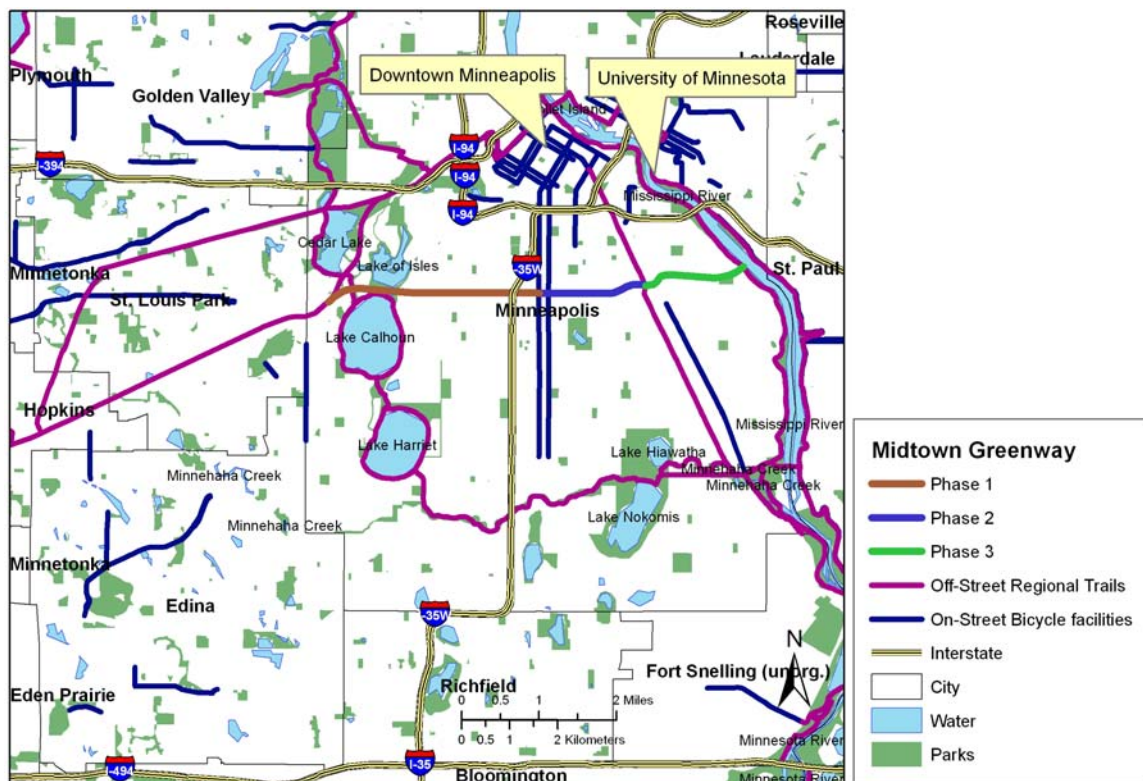 Roseville
Lauderdale
Plymouth
Downtown Minneapolis
University of Minnesota
Golden Valley
Island
I-94
I-394
I-94
I-94
Mississippi River
Cedar Lake
Lake of Isles
Minnetonka
-35W
St. Paul
St. Louis Park
Minneapolis
Lake Calhoun
Hopkins
Lake Harriet
Mississippi River
Lake Hiawatha
Minnehaha Creek
Minnehaha Creek
Minnehaha Creek
Minnehaha Creek
Lake Nokomis
Minnetonka
Edina
-35W
N
Fort Snelling (unorg.)
Eden Prairie
Richfield
0 0.5 1 2 Miles
0 0.5 1 2 Kilometers
Minnesota River
I-494
I-35
Bloomington
Minnesota River
Midtown Greenway
Phase 1
Phase 2
Phase 3
Off-Street Regional Trails
On-Street Bicycle facilities
Interstate
City
Water
Parks